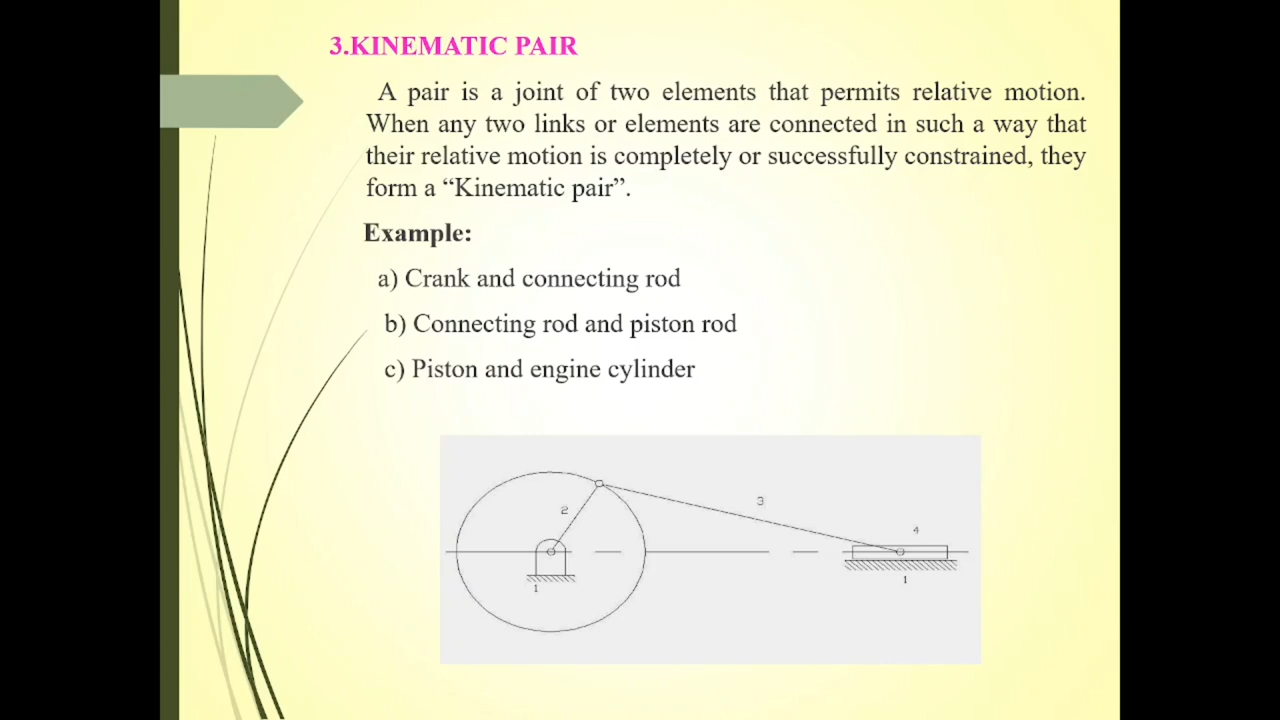 3.KINEMATIC PAIR
A pair is a joint of two elements that permits relative motion.
When any two links or elements are connected in such a way that
their relative motion is completely or successfully constrained, they
form a “Kinematic pair”.
Example:
a) Crank and connecting rod
b) Connecting rod and piston rod
c) Piston and engine cylinder
2
3
4
1
1